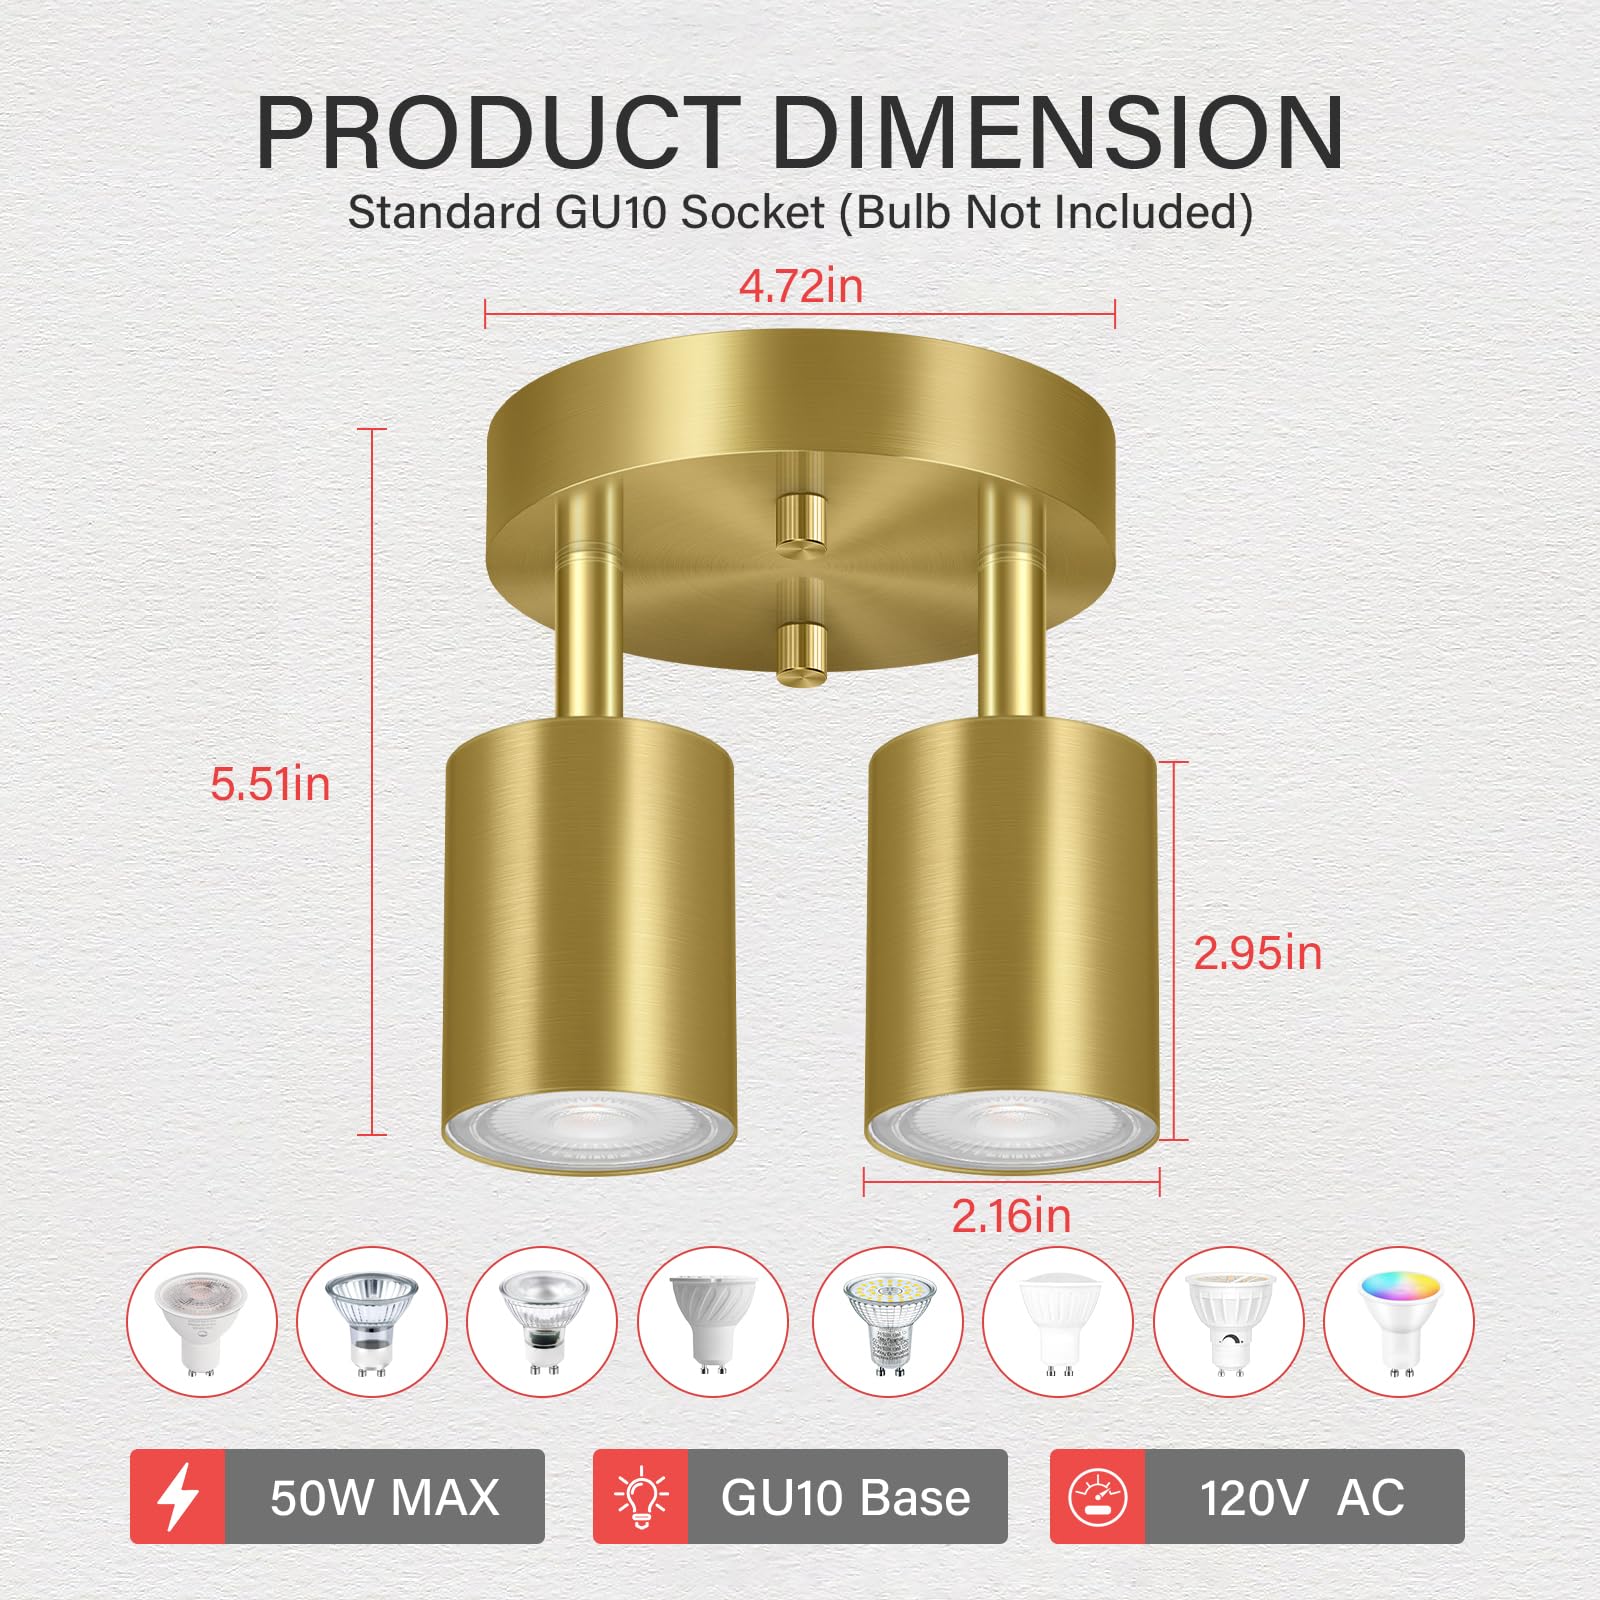 PRODUCT DIMENSION
Standard GU10 Socket (Bulb Not Included)
4.72in
5.51in
2.95in
2.16in
50W MAX
GU10 Base
120V AC